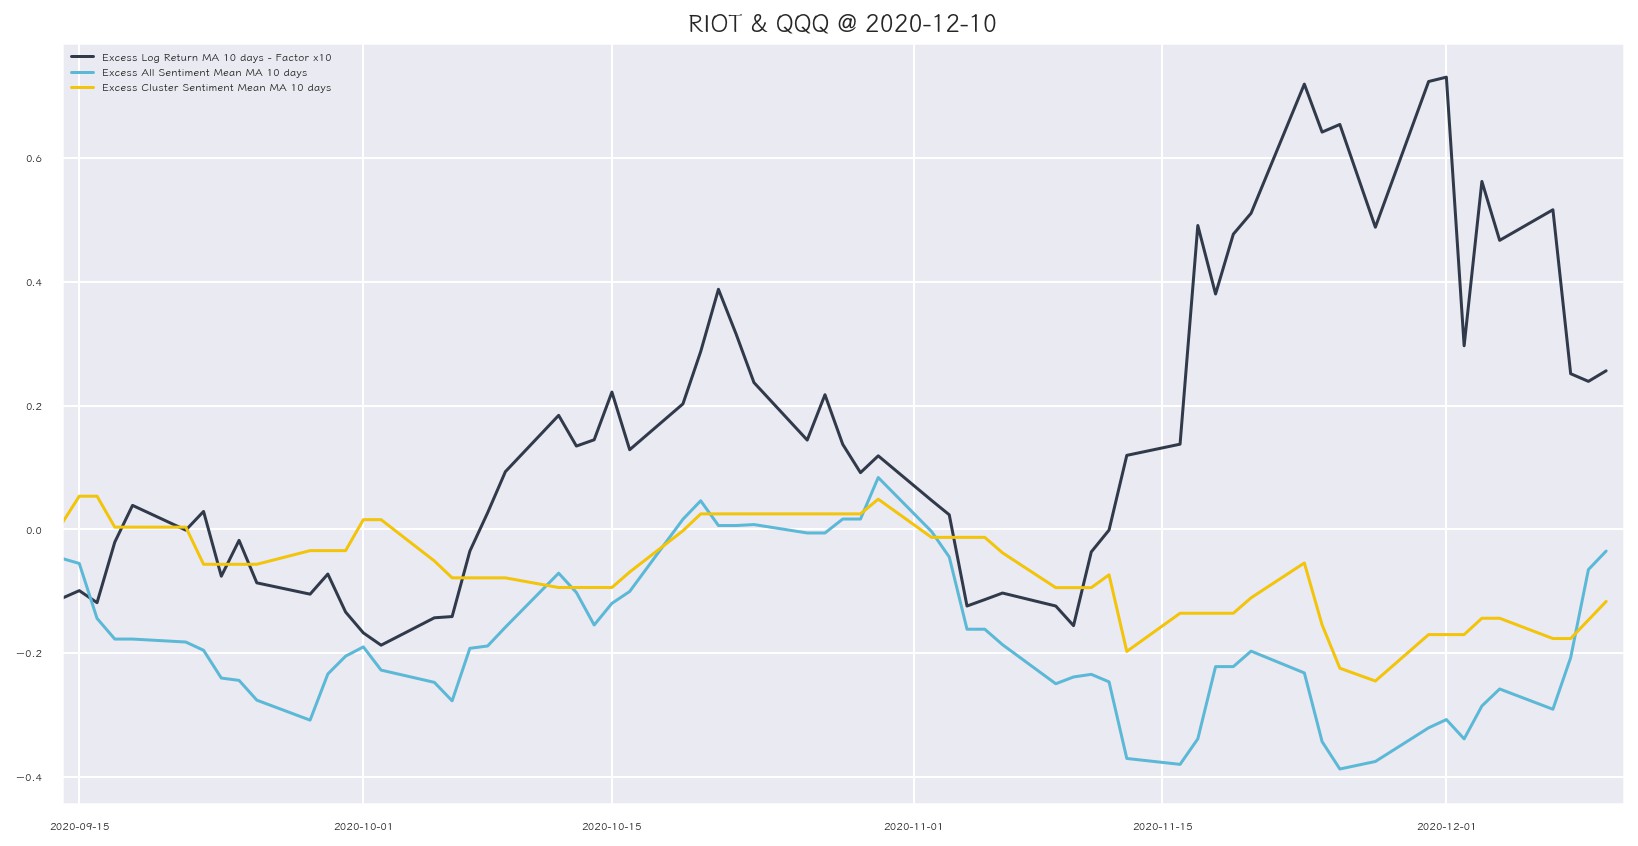 RIOT & QQQ @ 2020-12-10
Excess Log Return MA 10 days - Factor x10
Excess All Sentiment Mean MA 10 days
Excess Cluster Sentiment Mean MA 10 days
0.6
0.4
0.2
0.0
−0.2
−0.4
2020-09-15 2020-10-01 2020-10-15 2020-11-01 2020-11-15 2020-12-01